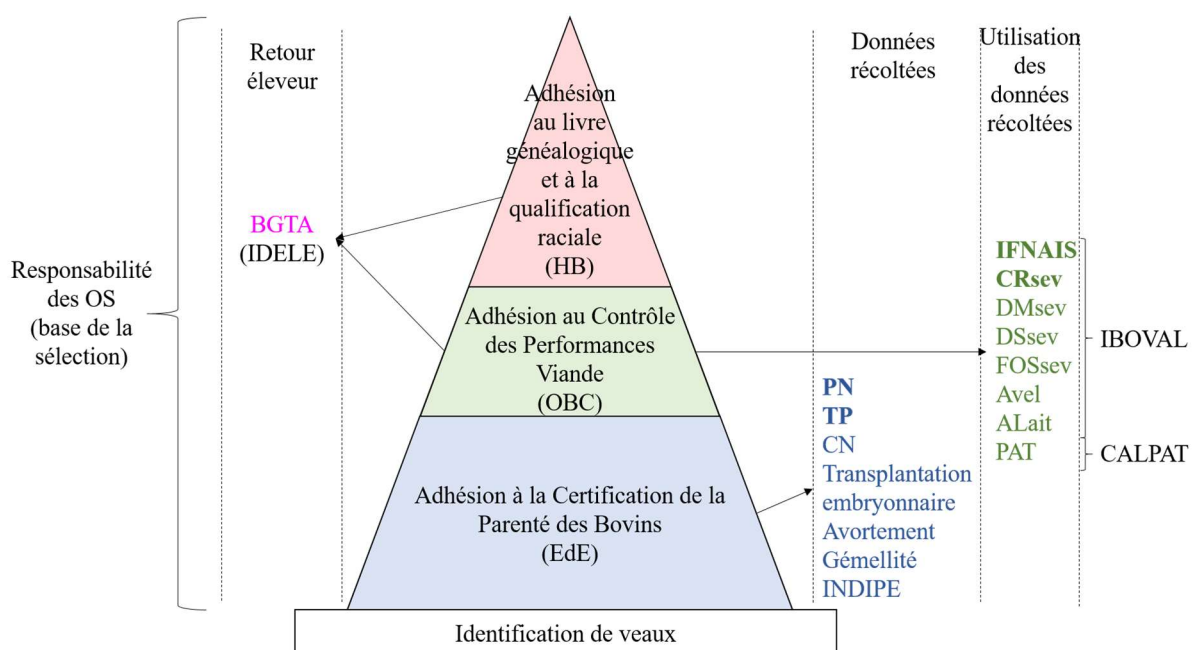 Responsabilité
des OS
(base de la
sélection)
Retour
éleveur
BGTA
(IDELE)
Adhésion
au livre
généalogique
et à la
qualification
raciale
(HB)
Adhésion au Contrôle
des Performances
Viande
(OBC)
Adhésion à la Certification de la
Parenté des Bovins
(EdE)
Identification de veaux
Données
récoltées
PN
TP
CN
Transplantation
embryonnaire
Avortement
Gémellité
INDIPE
Utilisation
des
données
récoltées
IFNAIS
CRsev
DMsev
DSsev
FOSsev
Avel
ALait
PAT
IBOVAL
CALPAT